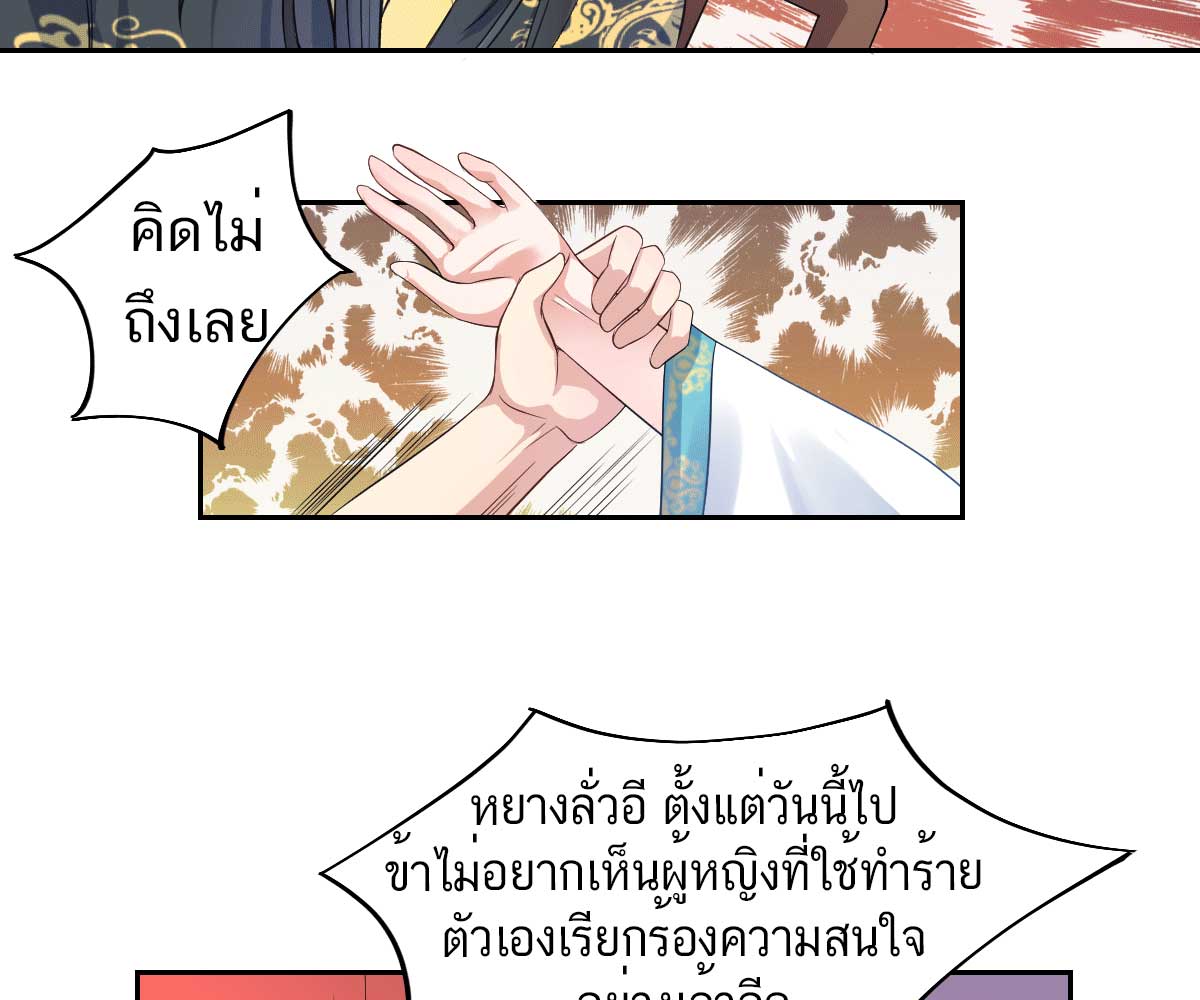 คิดไม่
ถึงเลย
หยางลั่วอี ตั้งแต่วันนี้ไป
ข้าไม่อยากเห็นผู้หญิงที่ใช้ทำร้าย
ตัวเองเรียกร้องความสนใจ